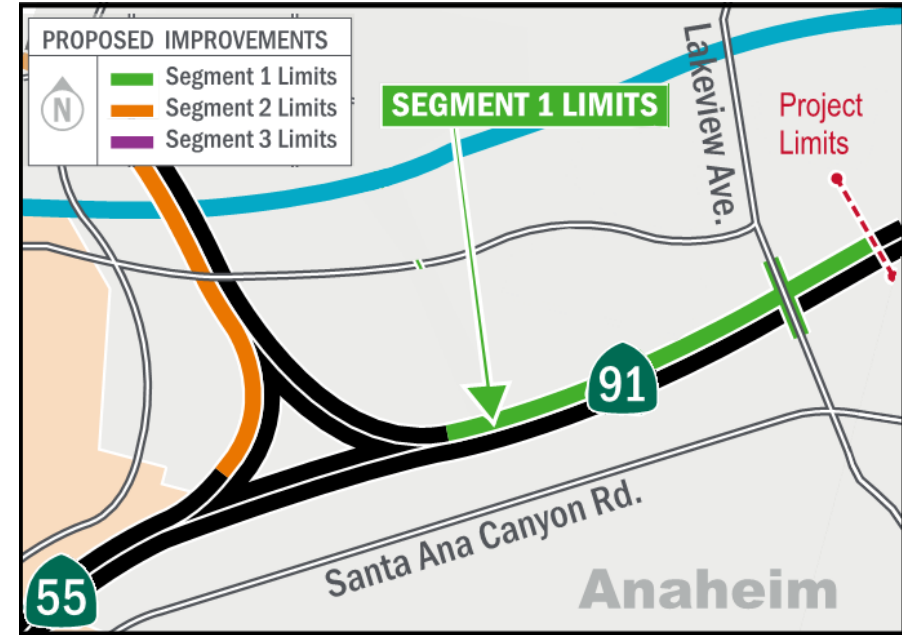 PROPOSED IMPROVEMENTS
N
Segment 1 Limits
Segment 2 Limits
Segment 3 Limits
SEGMENT 1 LIMITS
Lakeview Ave.
Project
Limits
91
Santa Ana Canyon Rd.
55
Anaheim